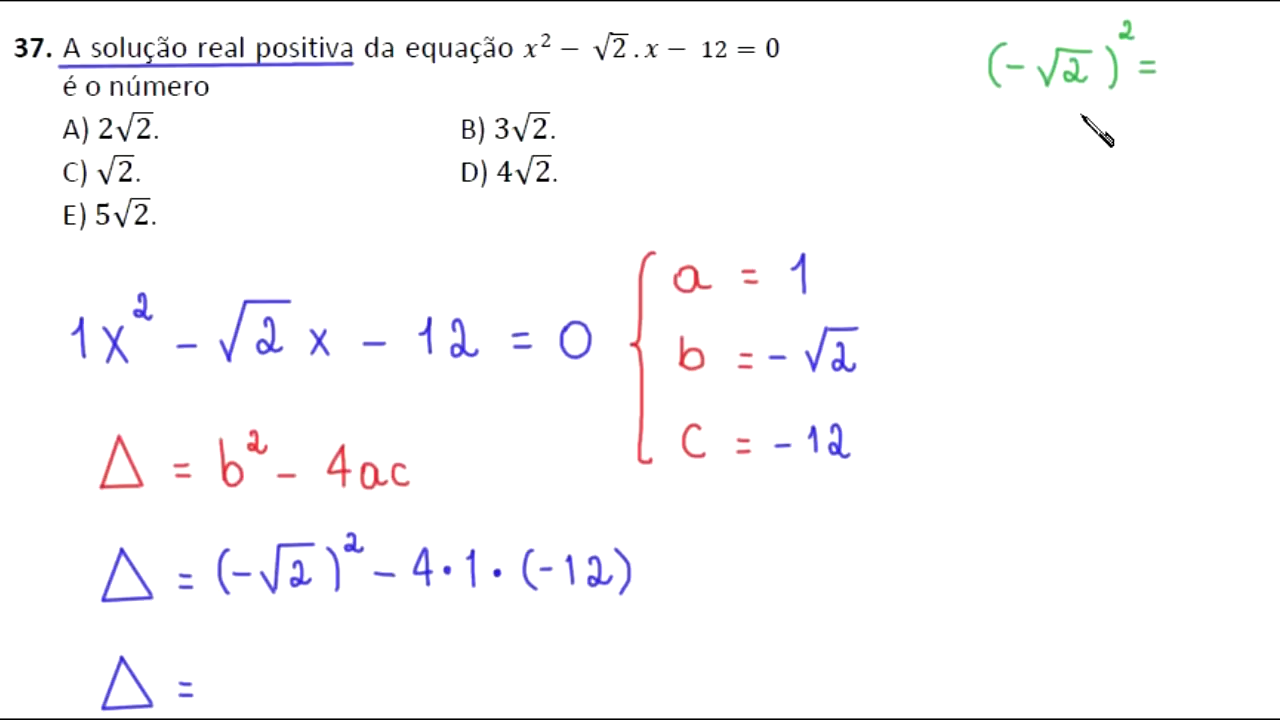 37. A solução real positiva da equação x² − √2 . x − 12 = 0
é o número
A) 2√2. B) 3√2.
C) √2. D) 4√2.
E) 5√2.
(-√2)² =
1x² - √2 x - 12 = 0
a = 1
b = -√2
c = -12
Δ = b² - 4ac
Δ = (-√2)² - 4·1·(-12)
Δ =